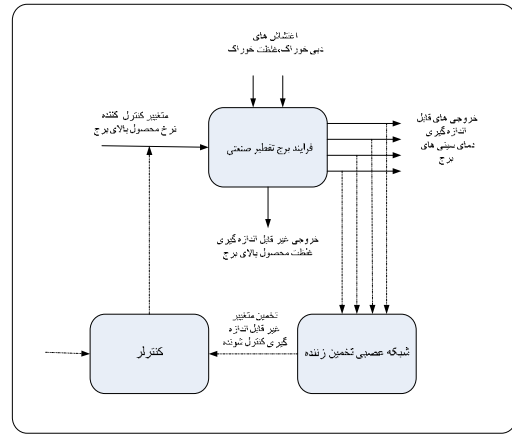 اغتشاش های
دبی خوراک،غلظت خوراک
متغییر کنترل کننده
نرخ محصول بالای برج
فرایند برج تقطیر صنعتی
خروجی های قابل
اندازه گیری
دمای سینی های
برج
خروجی غیر قابل اندازه گیری
غلظت محصول بالای برج
تخمین متغییر
غیر قابل اندازه
گیری کنترل شونده
کنترلر
شبکه عصبی تخمین زننده